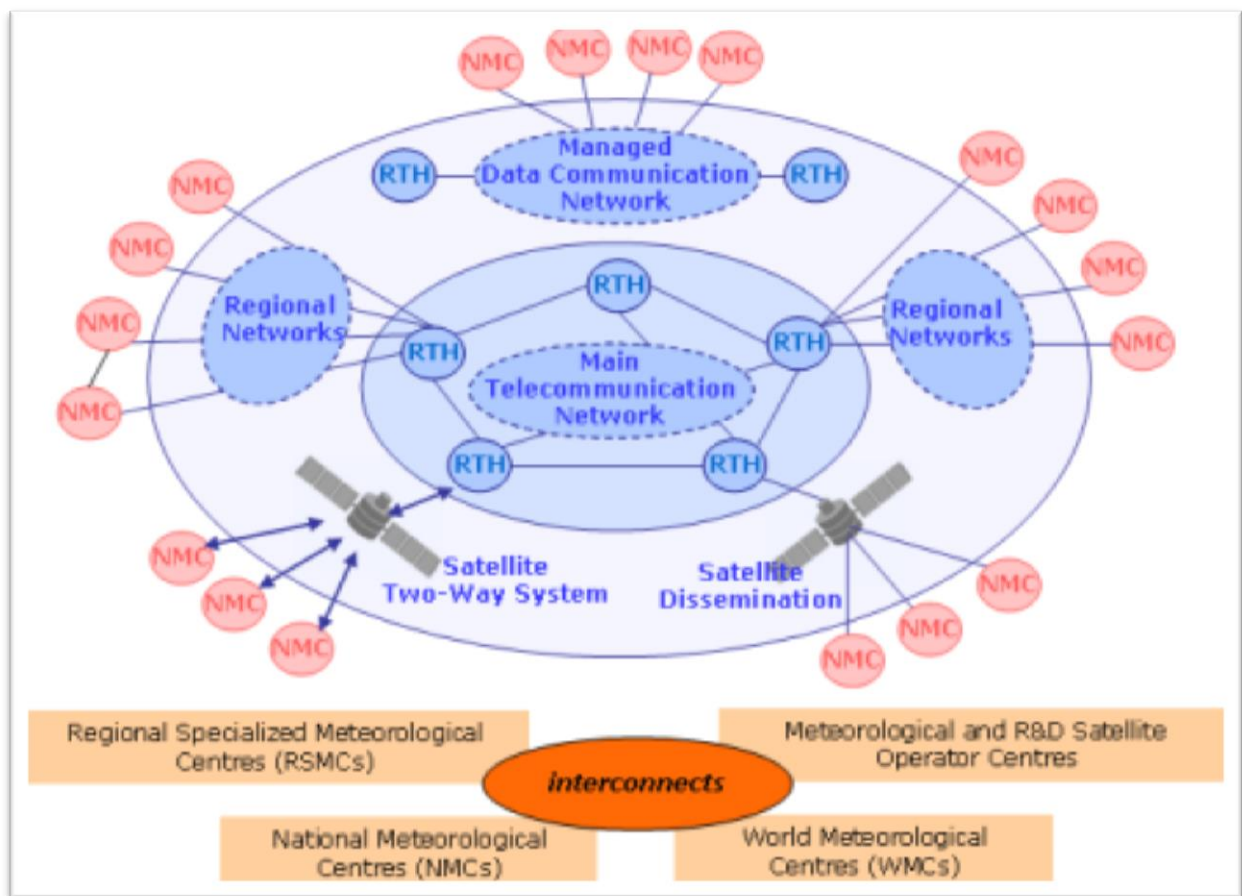 NMC
NMC
NMC
NMC
NMC
NMC
RTH
Managed
Data Communication
Network
RTH
NMC
NMC
NMC
NMC
NMC
NMC
NMC
Regional
Networks
RTH
RTH
RTH
Regional
Networks
Main
Telecommunication
Network
RTH
RTH
NMC
NMC
NMC
Satellite
Two-Way System
Satellite
Dissemination
NMC
NMC
NMC
Regional Specialized Meteorological
Centres (RSMCs)
Meteorological and R&D Satellite
Operator Centres
interconnects
National Meteorological
Centres (NMCs)
World Meteorological
Centres (WMCs)